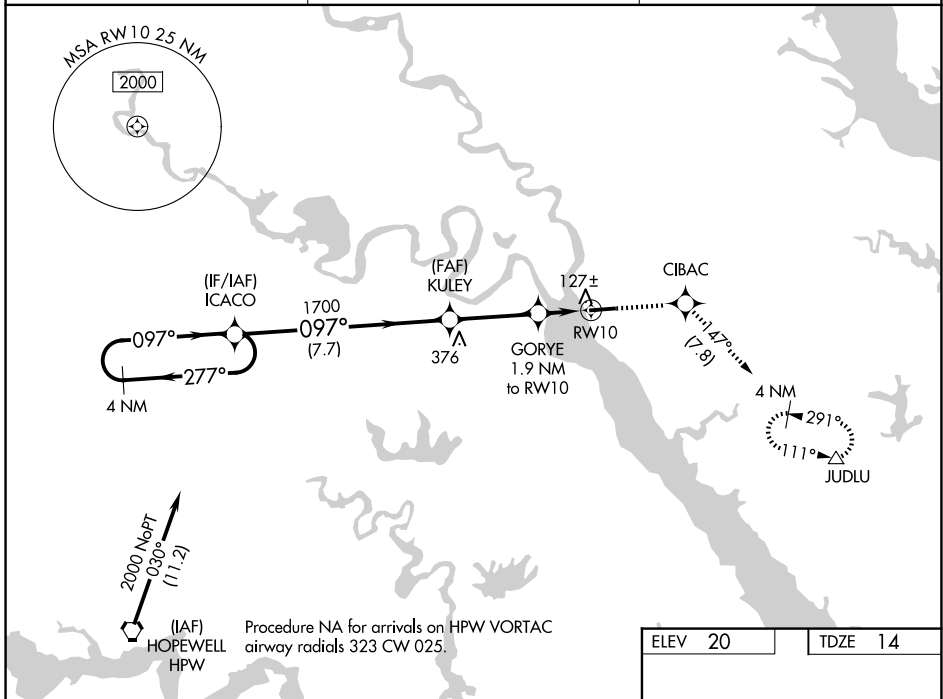 MSA RW10 25 NM
2000
(IF/IAF)
ICACO
1700
097°
(7.7)
(FAF)
KULEY
127±
CIBAC
097°
277°
4 NM
376
GORYE
1.9 NM
to RW10
RW10
147°
(7.8)
4 NM
291°
111°
JUDLU
2000 NoPT
030°
(11.2)
(IAF)
HOPEWELL
HPW
Procedure NA for arrivals on HPW VORTAC
airway radials 323 CW 025.
ELEV 20
TDZE 14